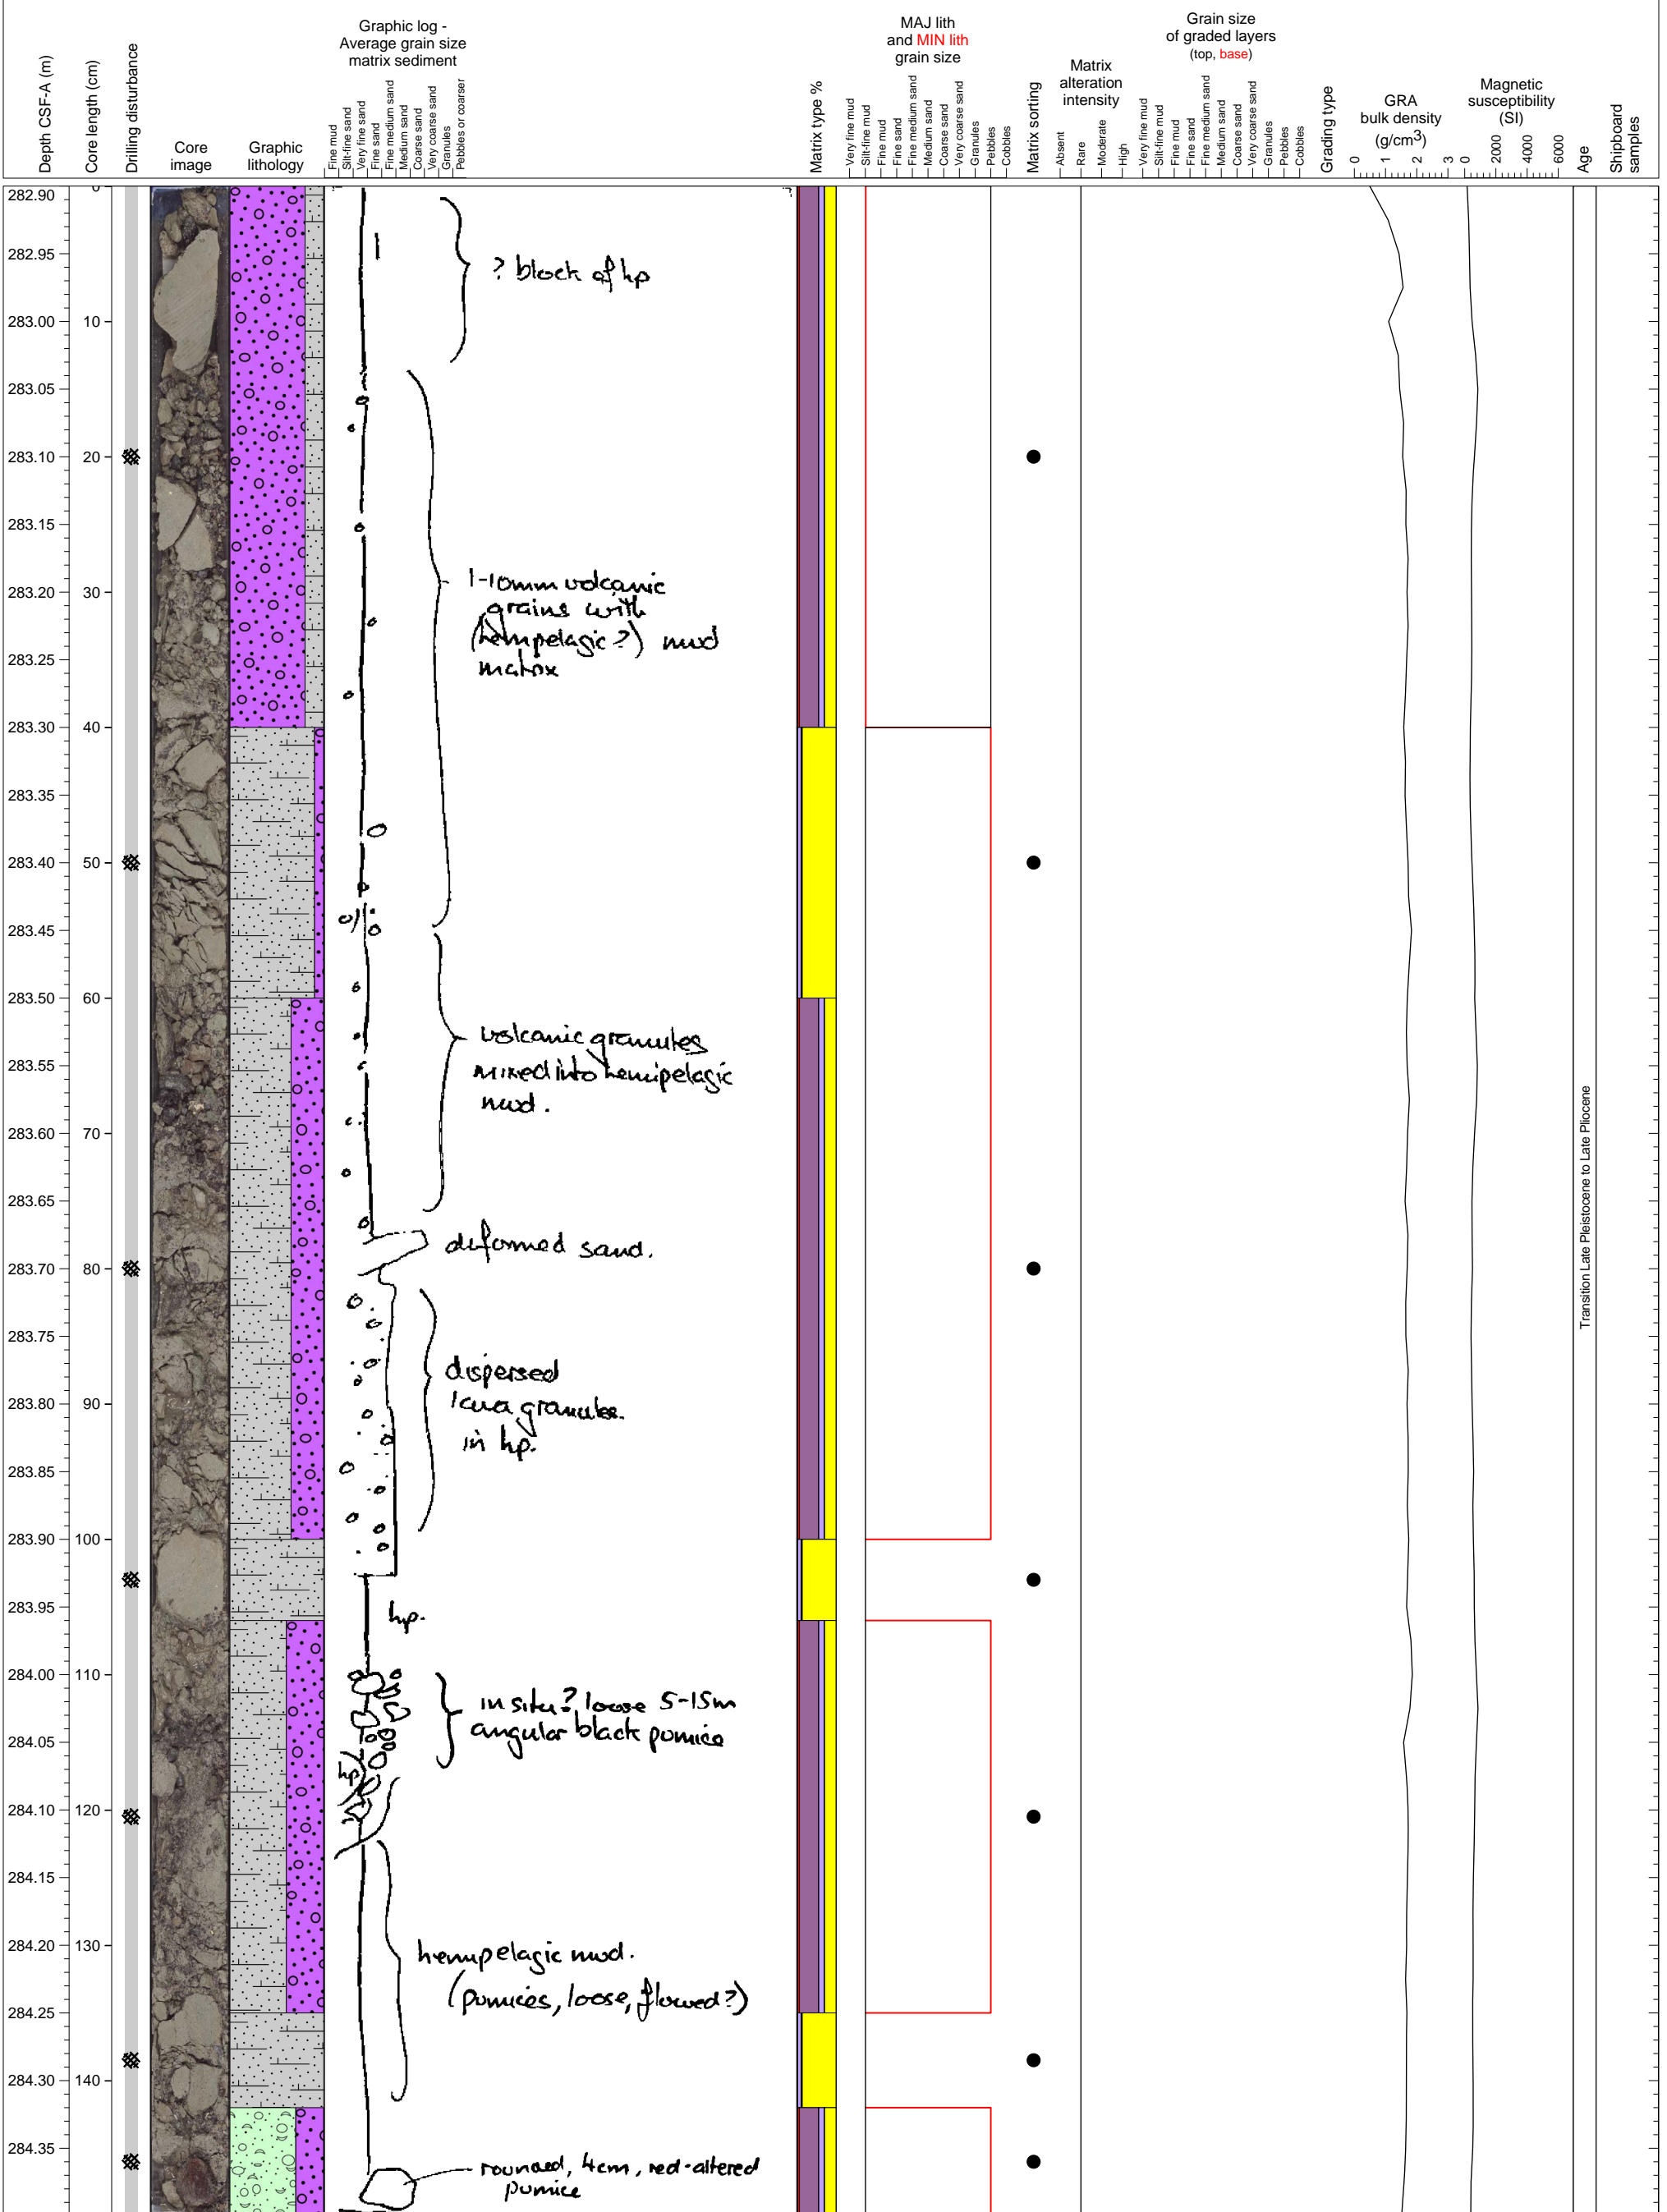 Depth CSF-A (m)
Core length (cm)
Drilling disturbance
Core
image
Graphic
lithology
Graphic log -
Average grain size
matrix sediment
Fine mud
Silt-fine sand
Very fine sand
Fine sand
Fine medium sand
Medium sand
Coarse sand
Very coarse sand
Granules
Pebbles or coarser
Matrix type %
MAJ lith
and MIN lith
grain size
Very fine mud
Silt-fine mud
Fine mud
Fine sand
Fine medium sand
Medium sand
Coarse sand
Very coarse sand
Granules
Pebbles
Cobbles
Matrix sorting
Matrix
alteration
intensity
Absent
Rare
Moderate
High
Grain size
of graded layers
(top, base)
Very fine mud
Silt-fine mud
Fine mud
Fine sand
Fine medium sand
Medium sand
Coarse sand
Very coarse sand
Granules
Pebbles
Cobbles
Grading type
GRA
bulk density
(g/cm3)
0 1 2 3
Magnetic
susceptibility
(SI)
0 2000 4000 6000
Age
Shipboard
samples
282.90 0
282.95
? block of hp
283.00 10
283.05
283.10 20
283.15
283.20 30
1-10mm volcanic
grains with
(hempelagic?) mud
matrix
283.25
283.30 40
283.35
283.40 50
283.45
283.50 60
volcanic granules
mixed into hemipelagic
mud.
283.55
283.60 70
283.65
deformed sand.
283.70 80
283.75
dispersed
granules.
in hp.
283.80 90
283.85
283.90 100
283.95
hp.
284.00 110
in situ? loose 5-15m
angular black pumice
284.05
hp
284.10 120
284.15
284.20 130
hemipelagic mud.
(pumices, loose, flowed?)
284.25
284.30 140
284.35
rounded, 4cm, red-altered
pumice
Transition Late Pleistocene to Late Pliocene